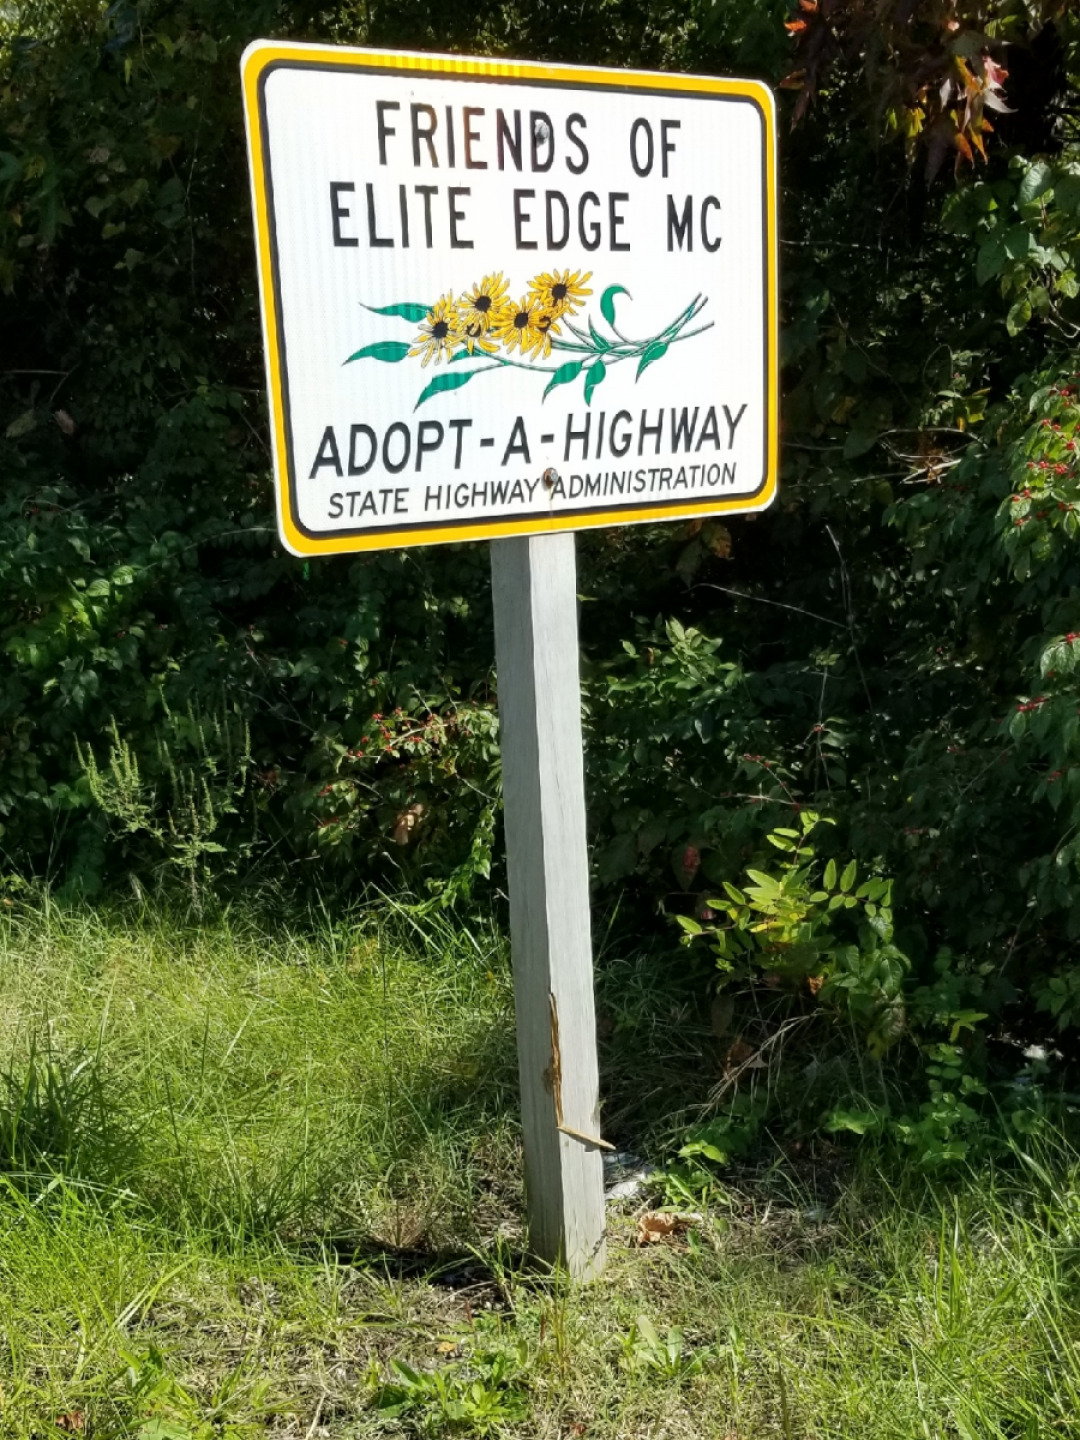 FRIENDS OF
ELITE EDGE MC
ADOPT-A-HIGHWAY
STATE HIGHWAY ADMINISTRATION